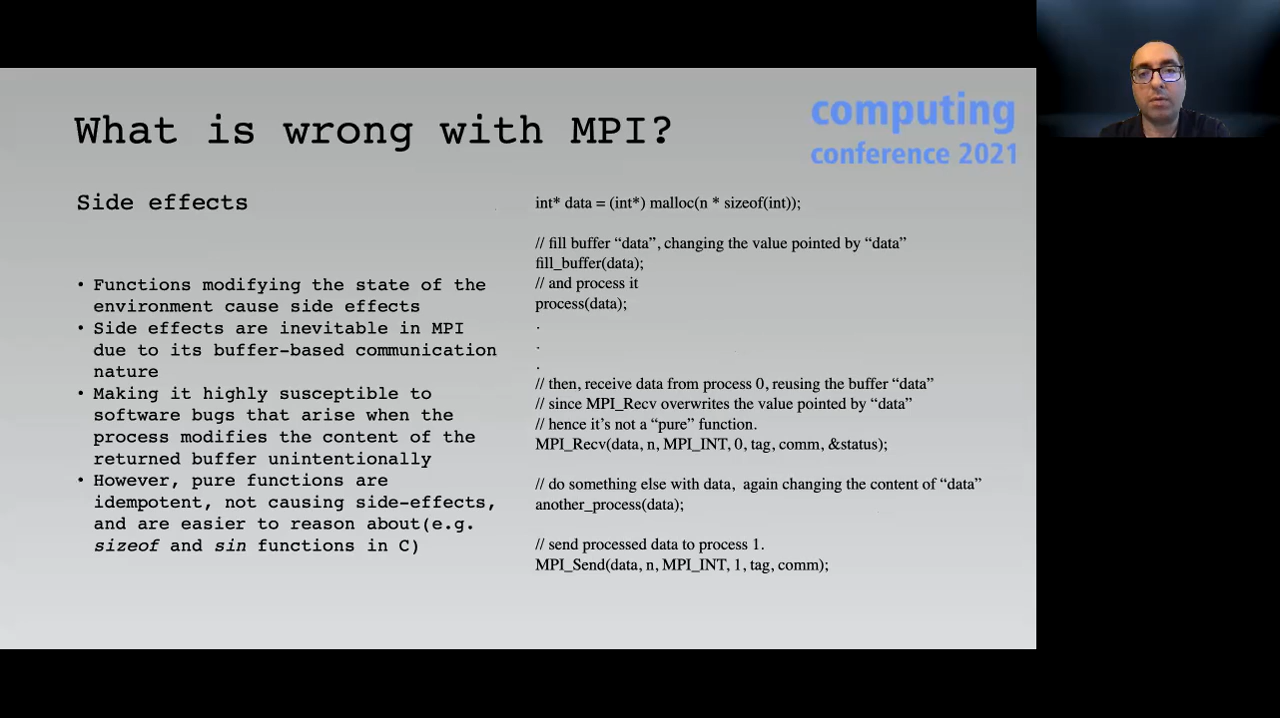 What is wrong with MPI?
computing
conference 2021
Side effects
• Functions modifying the state of the
environment cause side effects
• Side effects are inevitable in MPI
due to its buffer-based communication
nature
• Making it highly susceptible to
software bugs that arise when the
process modifies the content of the
returned buffer unintentionally
• However, pure functions are
idempotent, not causing side-effects,
and are easier to reason about(e.g.
sizeof and sin functions in C)
int* data = (int*) malloc(n * sizeof(int));
// fill buffer “data”, changing the value pointed by “data”
fill_buffer(data);
// and process it
process(data);
.
.
.
// then, receive data from process 0, reusing the buffer “data”
// since MPI_Recv overwrites the value pointed by “data”
// hence it’s not a “pure” function.
MPI_Recv(data, n, MPI_INT, 0, tag, comm, &status);
// do something else with data,  again changing the content of “data”
another_process(data);
// send processed data to process 1.
MPI_Send(data, n, MPI_INT, 1, tag, comm);